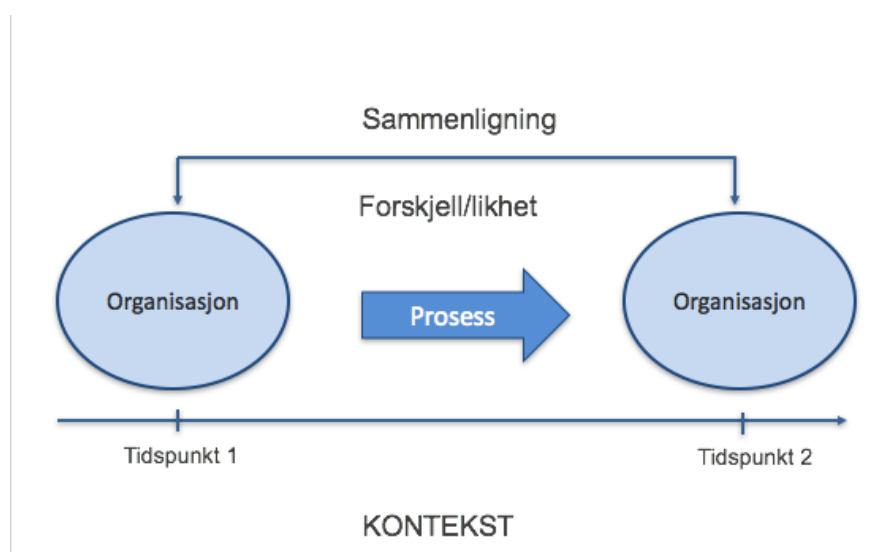 Sammenligning
Forskjell/likhet
Organisasjon
Prosess
Organisasjon
Tidspunkt 1
Tidspunkt 2
KONTEKST